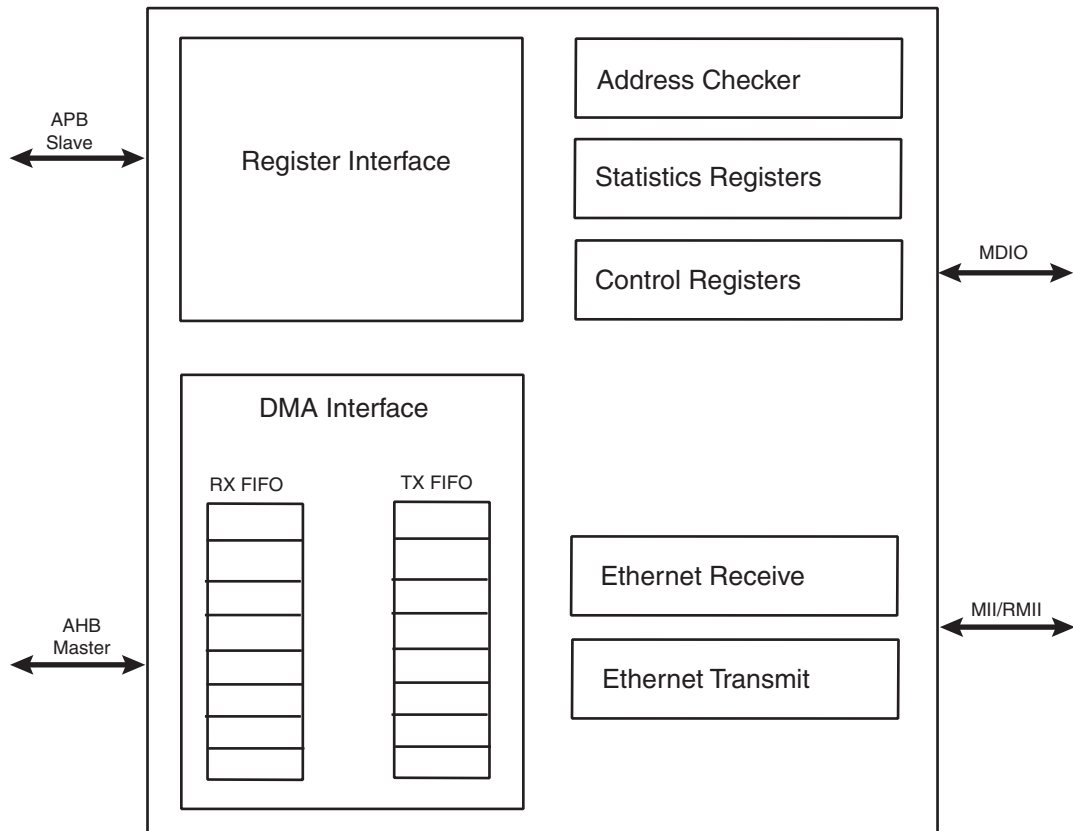 APB
Slave
Register Interface
Address Checker
Statistics Registers
Control Registers
MDIO
DMA Interface
RX FIFO
TX FIFO
AHB
Master
Ethernet Receive
Ethernet Transmit
MII/RMII